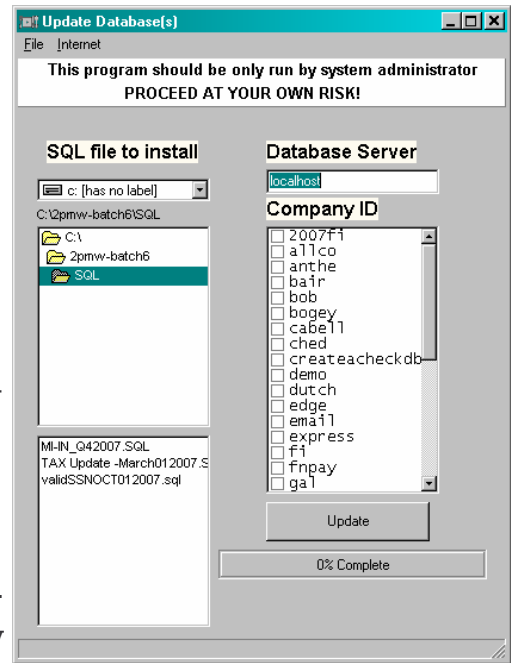 Update Database(s)
File Internet
This program should be only run by system administrator
PROCEED AT YOUR OWN RISK!
SQL file to install
c: [has no label]
C:\2pmw-batch6\SQL
C:\
2pmw-batch6
SQL
MI-IN_Q42007.SQL
TAX Update -March012007.S
validSSNOCT012007.sql
Database Server
localhost
Company ID
2007fi
allco
anthe
bair
bob
bogey
cabell
ched
createacheckdb
demo
dutch
edge
email
express
fi
fnpay
gal
Update
0% Complete